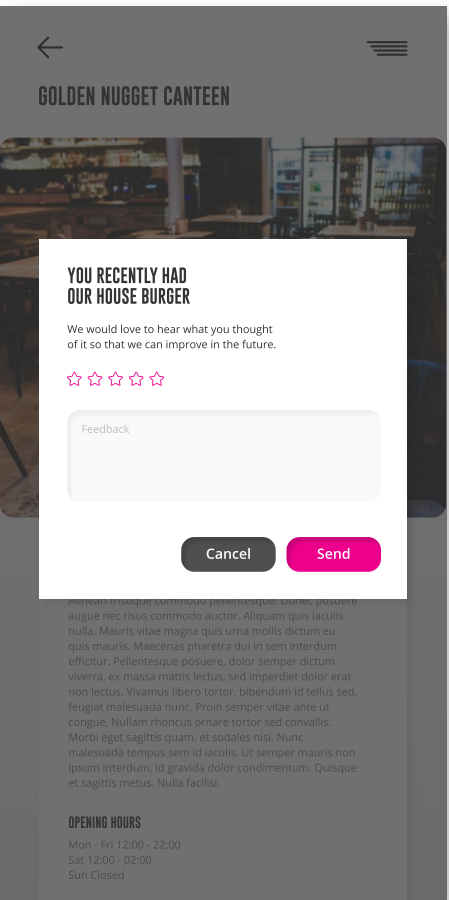 GOLDEN NUGGET CANTEEN
YOU RECENTLY HAD
OUR HOUSE BURGER
We would love to hear what you thought
of it so that we can improve in the future.
Feedback
Cancel
Send
Aenean tristique commodo pellentesque. Donec posuere
augue nec risus commodo auctor. Aliquam quis iaculis
nulla. Mauris vitae magna quis urna mollis dictum eu
quis mauris. Maecenas pharetra dui in sem interdum
efficitur. Pellentesque posuere, dolor semper dictum
viverra, ex massa mattis lectus, sed imperdiet dolor erat
non lectus. Vivamus libero tortor, bibendum id tellus sed,
feugiat malesuada nunc. Proin semper vitae ante ut
congue. Nullam rhoncus ornare tortor sed convallis.
Morbi eget sagittis quam, et sodales nisi. Nunc
malesuada tempus sem id iaculis. Ut semper mauris non
ipsum interdum, id gravida dolor condimentum. Quisque
et sagittis metus. Nulla facilisi.
OPENING HOURS
Mon - Fri 12:00 - 22:00
Sat 12:00 - 02:00
Sun Closed